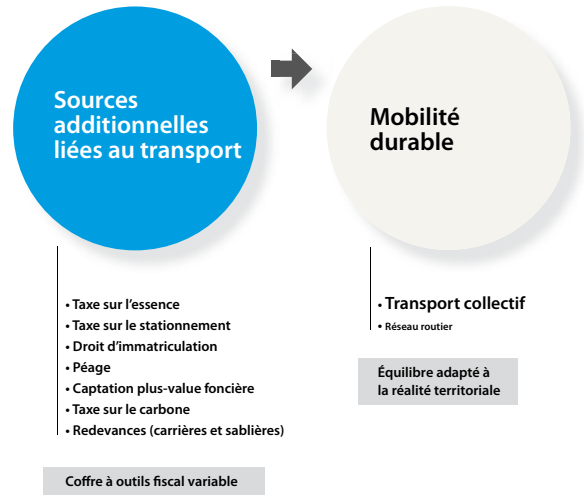 Sources
additionnelles
liées au transport
Mobilité
durable
• Taxe sur l’essence
• Taxe sur le stationnement
• Droit d’immatriculation
• Péage
• Captation plus-value foncière
• Taxe sur le carbone
• Redevances (carrières et sablières)
Coffre à outils fiscal variable
• Transport collectif
• Réseau routier
Équilibre adapté à
la réalité territoriale